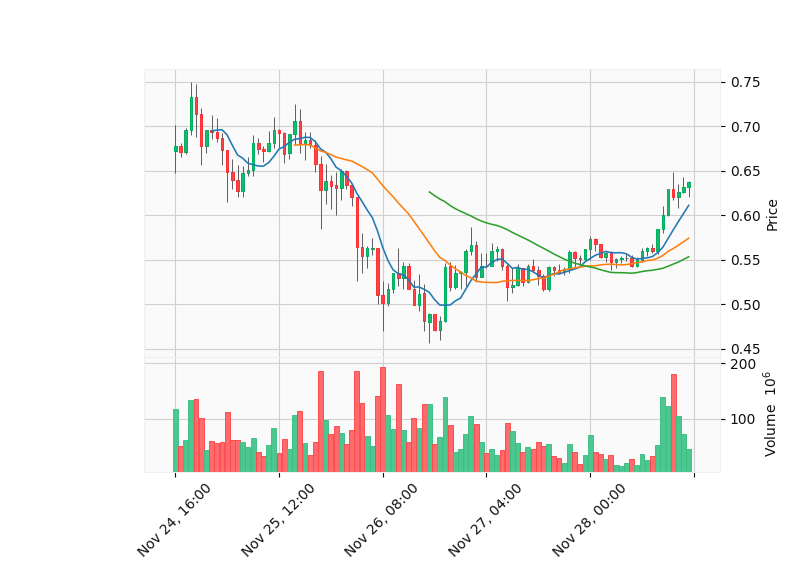 0.75
0.70
0.65
0.60
0.55
0.50
0.45
Price
200
100
Volume 10⁶
Nov 24, 16:00
Nov 25, 12:00
Nov 26, 08:00
Nov 27, 04:00
Nov 28, 00:00